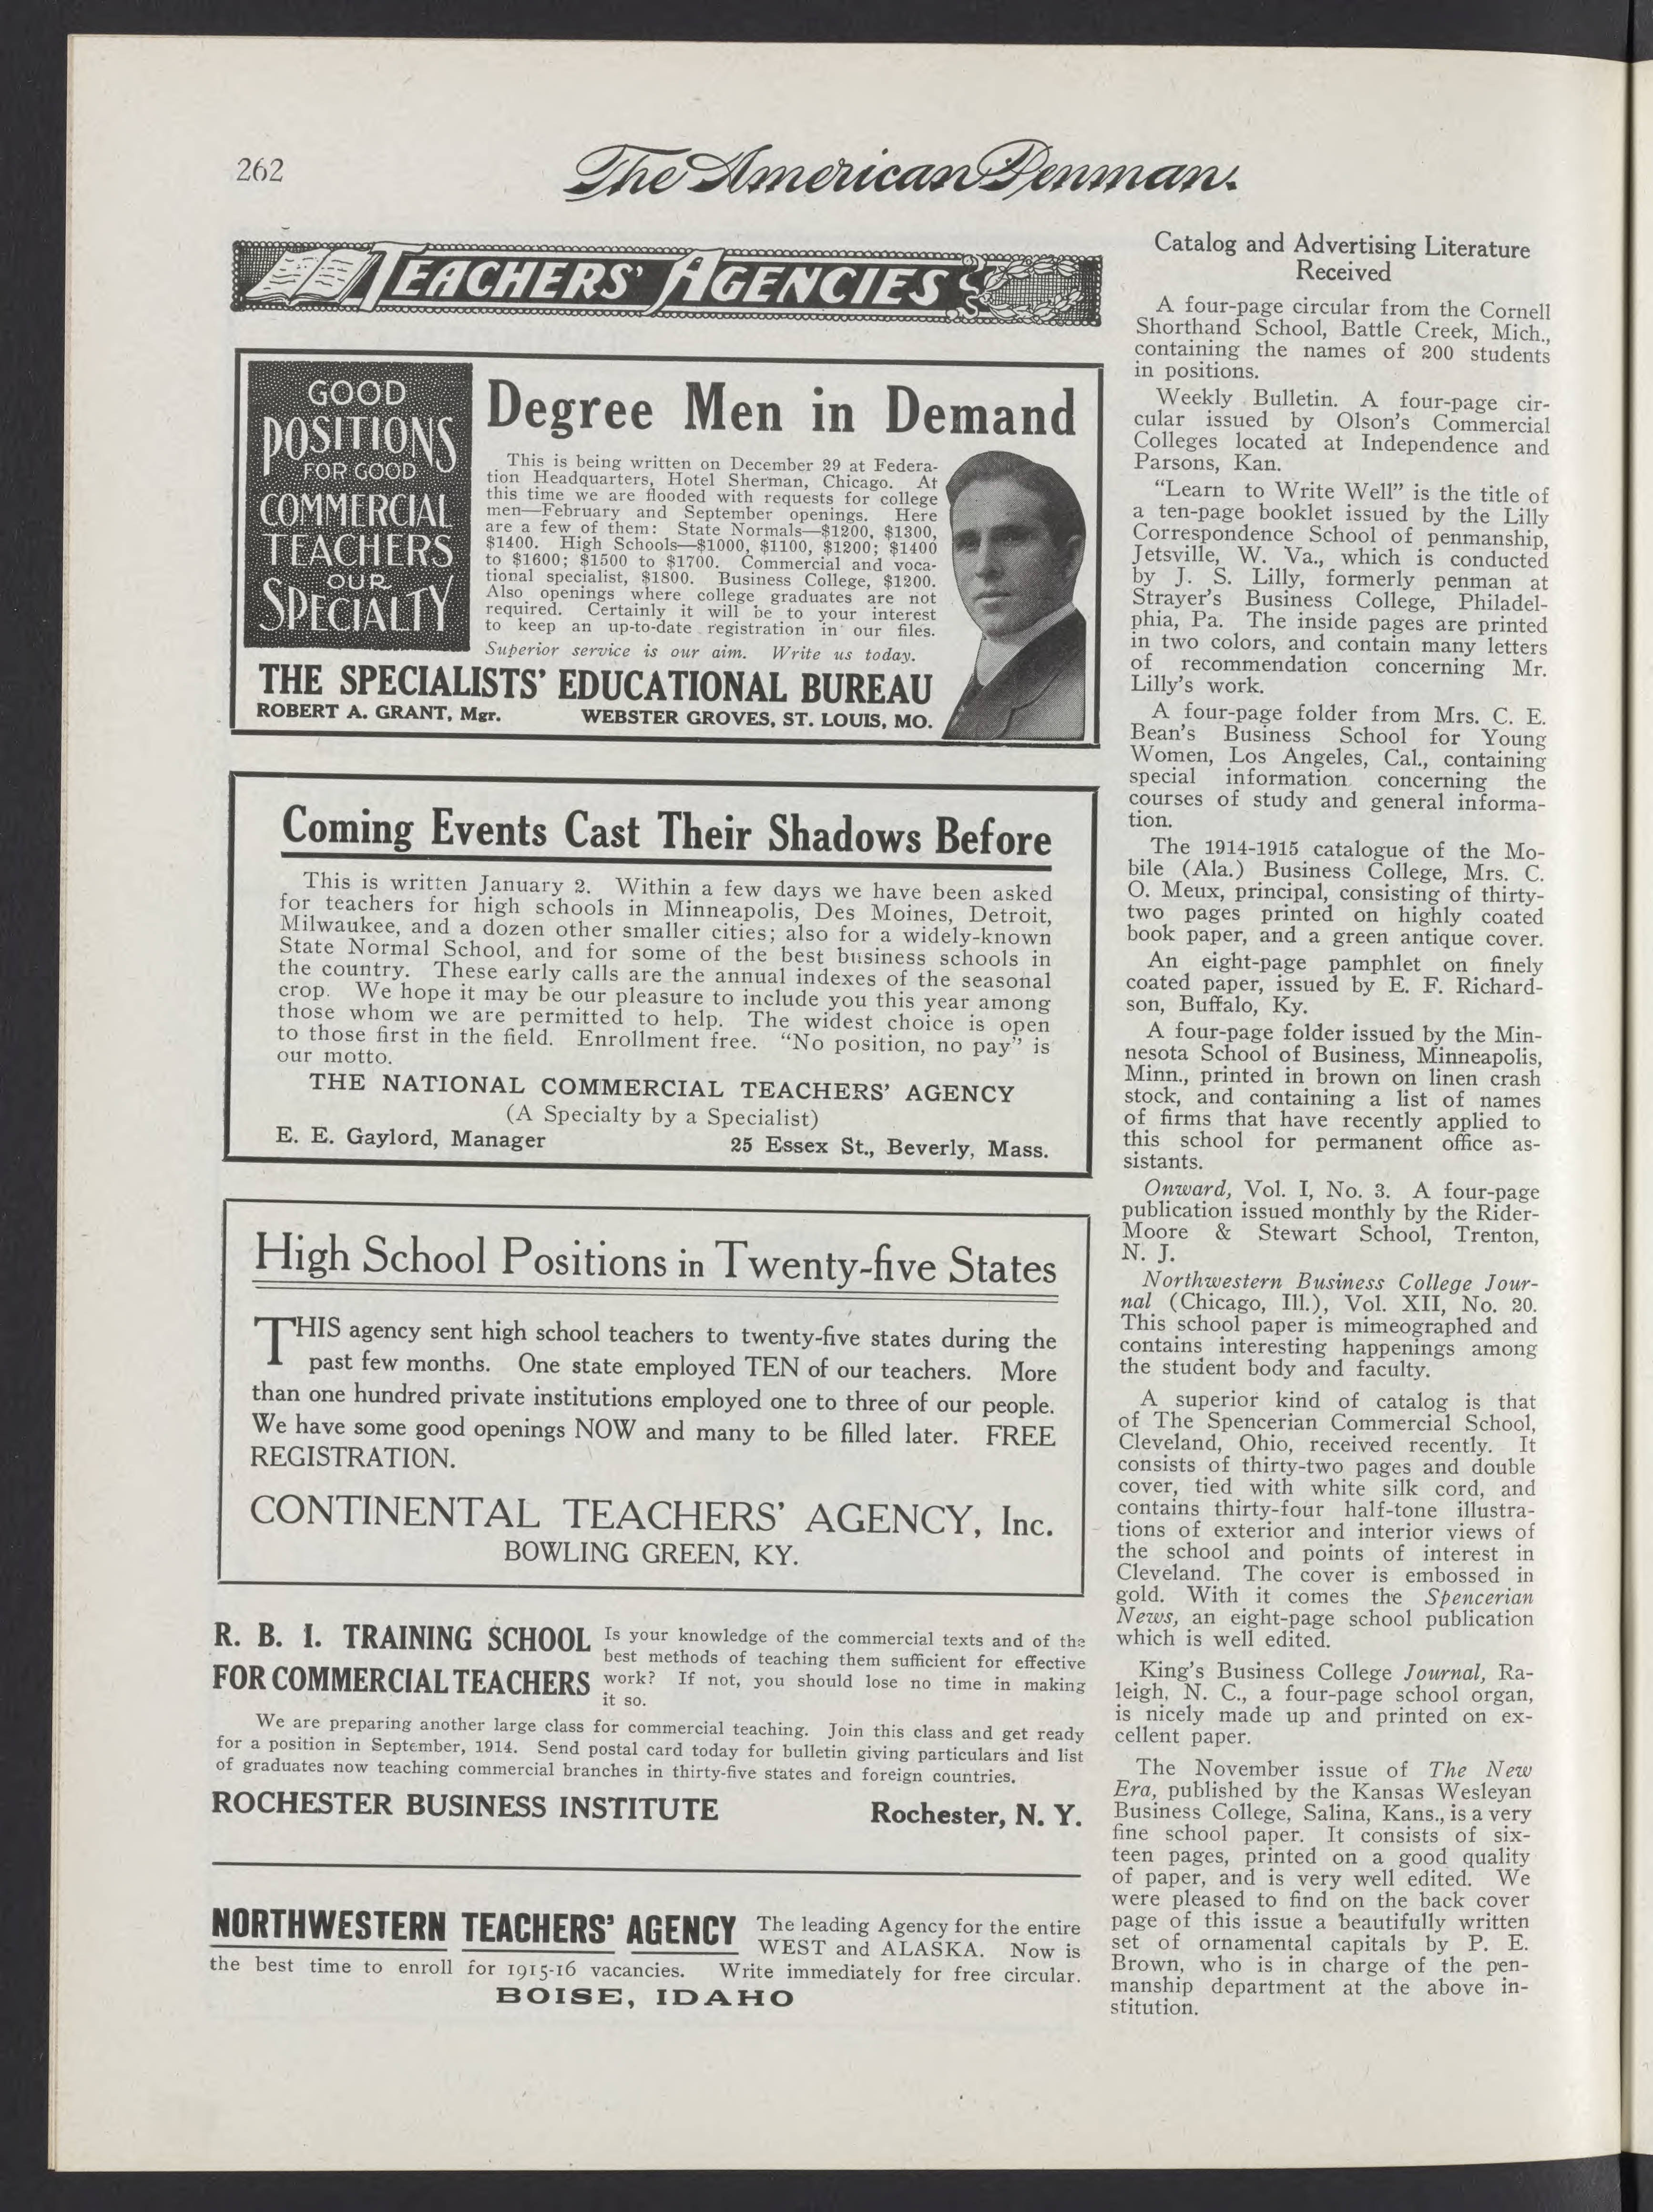 262
The American Penman.
TEACHERS' AGENCIES
GOOD
POSITIONS
FOR GOOD
COMMERCIAL
TEACHERS
OUR
SPECIALTY
Degree Men in Demand
This is being written on December 29 at Federa-
tion Headquarters, Hotel Sherman, Chicago. At
this time we are flooded with requests for college
men—February and September openings. Here
are a few of them: State Normals—$1200, $1300,
$1400. High Schools—$1000, $1100, $1200; $1400
to $1600; $1500 to $1700. Commercial and voca-
tional specialist, $1800. Business College, $1200.
Also openings where college graduates are not
required. Certainly it will be to your interest
to keep an up-to-date registration in our files.
Superior service is our aim. Write us today.
THE SPECIALISTS' EDUCATIONAL BUREAU
ROBERT A. GRANT, Mgr. WEBSTER GROVES, ST. LOUIS, MO.
Coming Events Cast Their Shadows Before
This is written January 2. Within a few days we have been asked
for teachers for high schools in Minneapolis, Des Moines, Detroit,
Milwaukee, and a dozen other smaller cities; also for a widely-known
State Normal School, and for some of the best business schools in
the country. These early calls are the annual indexes of the seasonal
crop. We hope it may be our pleasure to include you this year among
those whom we are permitted to help. The widest choice is open
to those first in the field. Enrollment free. "No position, no pay" is
our motto.
THE NATIONAL COMMERCIAL TEACHERS' AGENCY
(A Specialty by a Specialist)
E. E. Gaylord, Manager 25 Essex St., Beverly, Mass.
High School Positions in Twenty-five States
THIS agency sent high school teachers to twenty-five states during the
past few months. One state employed TEN of our teachers. More
than one hundred private institutions employed one to three of our people.
We have some good openings NOW and many to be filled later. FREE
REGISTRATION.
CONTINENTAL TEACHERS' AGENCY, Inc.
BOWLING GREEN, KY.
R. B. I. TRAINING SCHOOL
FOR COMMERCIAL TEACHERS
Is your knowledge of the commercial texts and of the
best methods of teaching them sufficient for effective
work? If not, you should lose no time in making
it so.
We are preparing another large class for commercial teaching. Join this class and get ready
for a position in September, 1914. Send postal card today for bulletin giving particulars and list
of graduates now teaching commercial branches in thirty-five states and foreign countries.
ROCHESTER BUSINESS INSTITUTE Rochester, N. Y.
NORTHWESTERN TEACHERS' AGENCY The leading Agency for the entire
WEST and ALASKA. Now is
the best time to enroll for 1915-16 vacancies. Write immediately for free circular.
BOISE, IDAHO
Catalog and Advertising Literature
Received
A four-page circular from the Cornell
Shorthand School, Battle Creek, Mich.,
containing the names of 200 students
in positions.
Weekly Bulletin. A four-page cir-
cular issued by Olson's Commercial
Colleges located at Independence and
Parsons, Kan.
"Learn to Write Well" is the title of
a ten-page booklet issued by the Lilly
Correspondence School of penmanship,
Jetsville, W. Va., which is conducted
by J. S. Lilly, formerly penman at
Strayer's Business College, Philadel-
phia, Pa. The inside pages are printed
in two colors, and contain many letters
of recommendation concerning Mr.
Lilly's work.
A four-page folder from Mrs. C. E.
Bean's Business School for Young
Women, Los Angeles, Cal., containing
special information concerning the
courses of study and general informa-
tion.
The 1914-1915 catalogue of the Mo-
bile (Ala.) Business College, Mrs. C.
O. Meux, principal, consisting of thirty-
two pages printed on highly coated
book paper, and a green antique cover.
An eight-page pamphlet on finely
coated paper, issued by E. F. Richard-
son, Buffalo, Ky.
A four-page folder issued by the Min-
nesota School of Business, Minneapolis,
Minn., printed in brown on linen crash
stock, and containing a list of names
of firms that have recently applied to
this school for permanent office as-
sistants.
Onward, Vol. I, No. 3. A four-page
publication issued monthly by the Rider-
Moore & Stewart School, Trenton,
N. J.
Northwestern Business College Jour-
nal (Chicago, Ill.), Vol. XII, No. 20.
This school paper is mimeographed and
contains interesting happenings among
the student body and faculty.
A superior kind of catalog is that
of The Spencerian Commercial School,
Cleveland, Ohio, received recently. It
consists of thirty-two pages and double
cover, tied with white silk cord, and
contains thirty-four half-tone illustra-
tions of exterior and interior views of
the school and points of interest in
Cleveland. The cover is embossed in
gold. With it comes the Spencerian
News, an eight-page school publication
which is well edited.
King's Business College Journal, Ra-
leigh, N. C., a four-page school organ,
is nicely made up and printed on ex-
cellent paper.
The November issue of The New
Era, published by the Kansas Wesleyan
Business College, Salina, Kans., is a very
fine school paper. It consists of six-
teen pages, printed on a good quality
of paper, and is very well edited. We
were pleased to find on the back cover
page of this issue a beautifully written
set of ornamental capitals by P. E.
Brown, who is in charge of the pen-
manship department at the above in-
stitution.